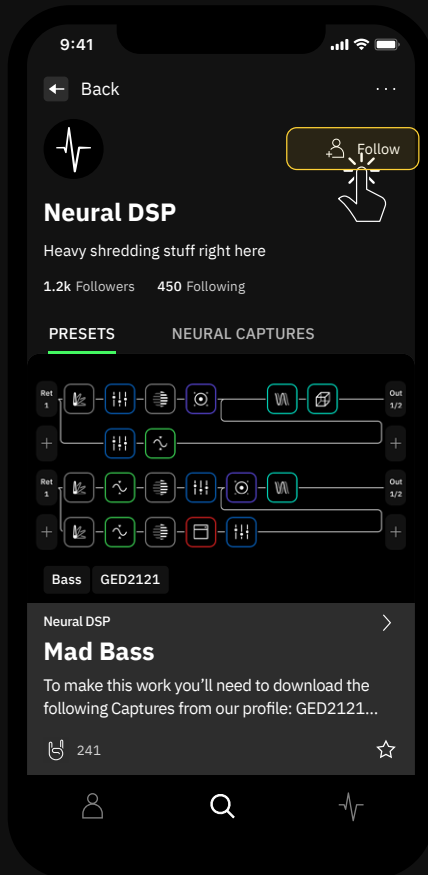 9:41
Back
Follow
Neural DSP
Heavy shredding stuff right here
1.2k Followers 450 Following
PRESETS NEURAL CAPTURES
Ret
1
Out
1/2
Ret
1
Out
1/2
Bass GED2121
Neural DSP
Mad Bass
To make this work you’ll need to download the
following Captures from our profile: GED2121...
241